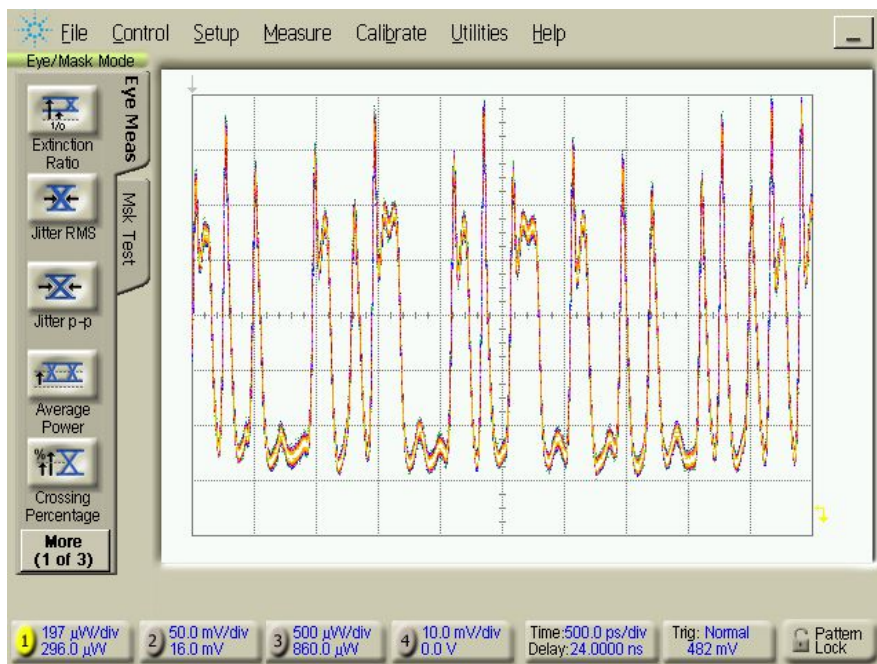 File Control Setup Measure Calibrate Utilities Help
Eye/Mask Mode
Eye Meas
Msk Test
1/0
Extinction
Ratio
Jitter RMS
Jitter p-p
Average
Power
%
Crossing
Percentage
More
(1 of 3)
1 197 µW/div
296.0 µW
2 50.0 mV/div
16.0 mV
3 500 µW/div
860.0 µW
4 10.0 mV/div
0.0 V
Time:500.0 ps/div
Delay:24.0000 ns
Trig: Normal
482 mV
Pattern
Lock